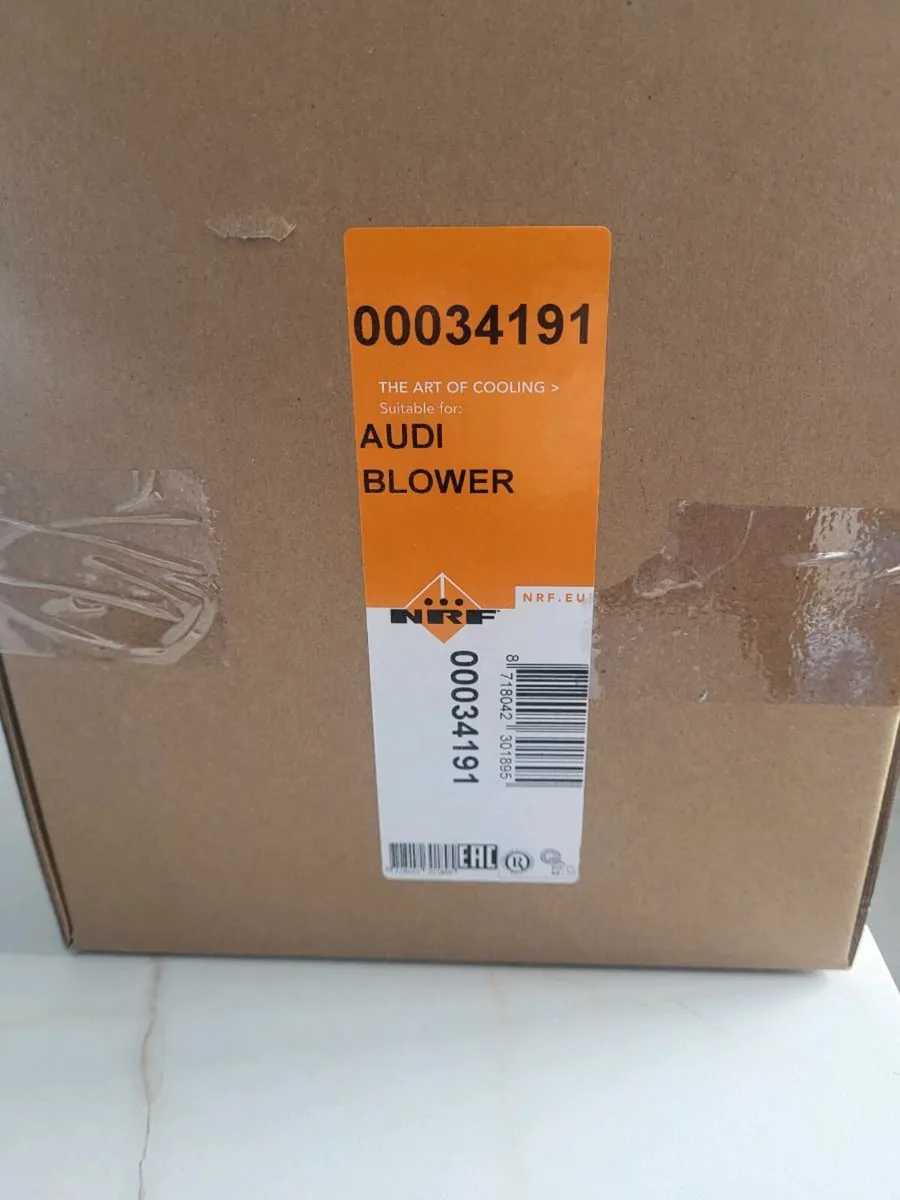 00034191
THE ART OF COOLING >
Suitable for:
AUDI
BLOWER
NRF.EU
NRF
00034191
8 718042 301895
EAC
R